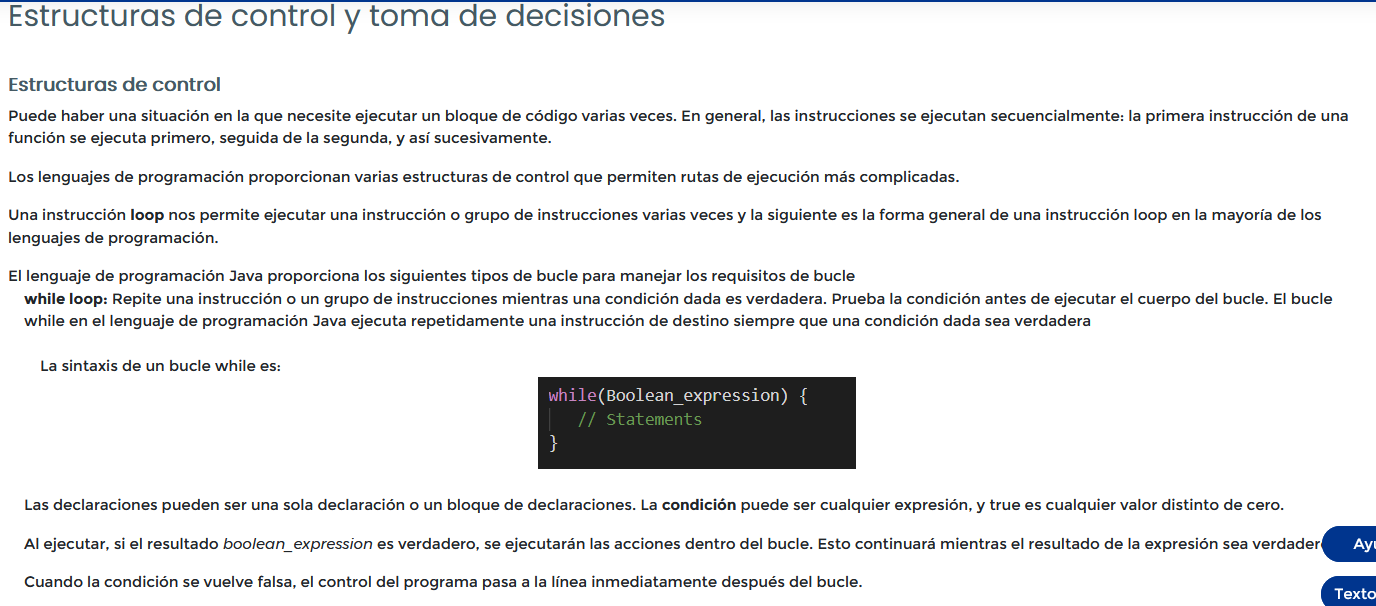 Estructuras de control y toma de decisiones
Estructuras de control
Puede haber una situación en la que necesite ejecutar un bloque de código varias veces. En general, las instrucciones se ejecutan secuencialmente: la primera instrucción de una
función se ejecuta primero, seguida de la segunda, y así sucesivamente.
Los lenguajes de programación proporcionan varias estructuras de control que permiten rutas de ejecución más complicadas.
Una instrucción loop nos permite ejecutar una instrucción o grupo de instrucciones varias veces y la siguiente es la forma general de una instrucción loop en la mayoría de los
lenguajes de programación.
El lenguaje de programación Java proporciona los siguientes tipos de bucle para manejar los requisitos de bucle
while loop: Repite una instrucción o un grupo de instrucciones mientras una condición dada es verdadera. Prueba la condición antes de ejecutar el cuerpo del bucle. El bucle
while en el lenguaje de programación Java ejecuta repetidamente una instrucción de destino siempre que una condición dada sea verdadera
La sintaxis de un bucle while es:
while(Boolean_expression) {
// Statements
}
Las declaraciones pueden ser una sola declaración o un bloque de declaraciones. La condición puede ser cualquier expresión, y true es cualquier valor distinto de cero.
Al ejecutar, si el resultado boolean_expression es verdadero, se ejecutarán las acciones dentro del bucle. Esto continuará mientras el resultado de la expresión sea
Cuando la condición se vuelve falsa, el control del programa pasa a la línea inmediatamente después del bucle.
Texto